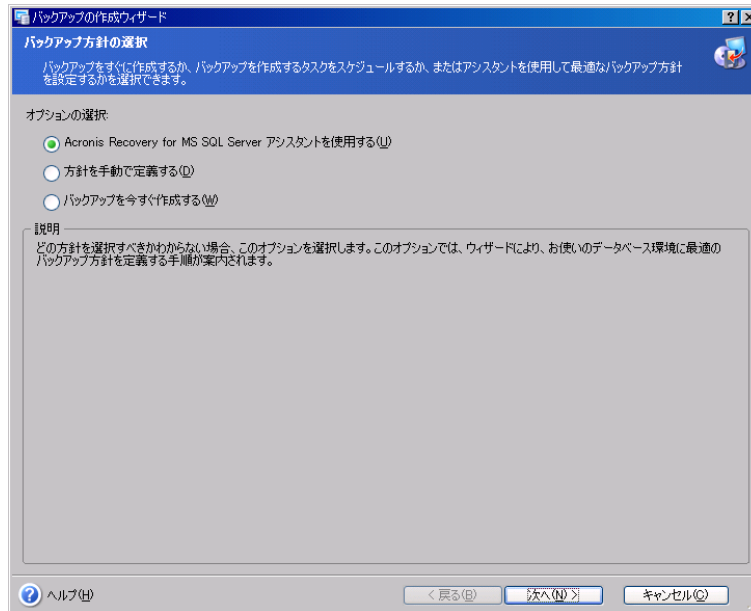 バックアップの作成ウィザード
バックアップ方針の選択
バックアップをすぐに作成するか、バックアップを作成するタスクをスケジュールするか、またはアシスタントを使用して最適なバックアップ方針
を設定するかを選択できます。
オプションの選択:
Acronis Recovery for MS SQL Server アシスタントを使用する(U)
方針を手動で定義する(D)
バックアップを今すぐ作成する(W)
説明
どの方針を選択すべきかわからない場合、このオプションを選択します。このオプションでは、ウィザードにより、お使いのデータベース環境に最適の
バックアップ方針を定義する手順が案内されます。
ヘルプ(H)
< 戻る(B)
次へ(N) >
キャンセル(C)